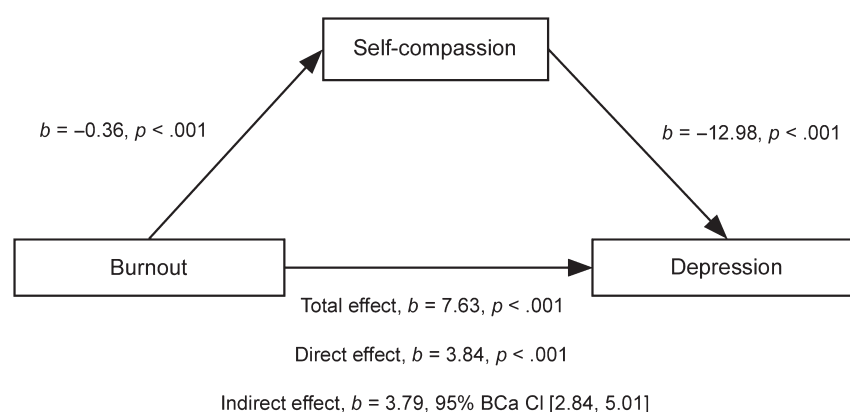 Self-compassion
b = –0.36, p < .001
b = –12.98, p < .001
Burnout
Depression
Total effect, b = 7.63, p < .001
Direct effect, b = 3.84, p < .001
Indirect effect, b = 3.79, 95% BCa CI [2.84, 5.01]